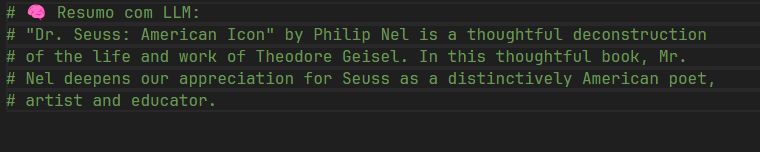 # 🧠 Resumo com LLM:
# "Dr. Seuss: American Icon" by Philip Nel is a thoughtful deconstruction
# of the life and work of Theodore Geisel. In this thoughtful book, Mr.
# Nel deepens our appreciation for Seuss as a distinctively American poet,
# artist and educator.